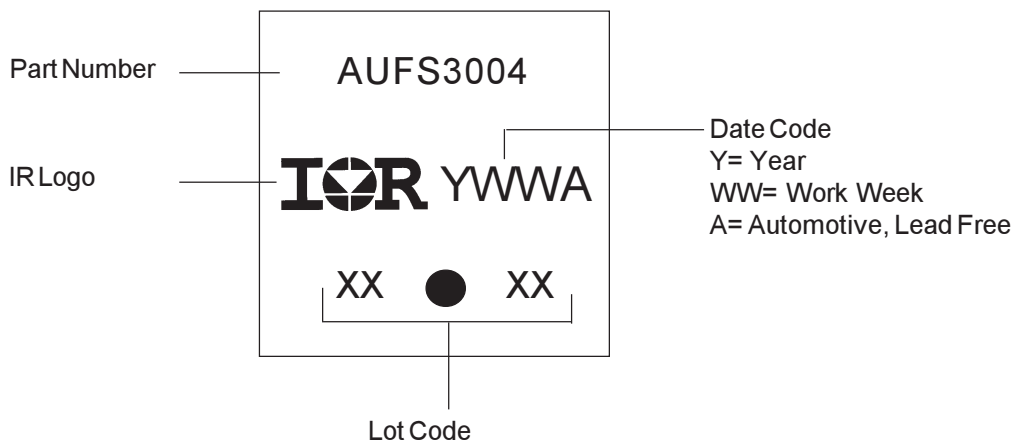 Part Number
AUFS3004
IR Logo
IOR YWWA
Date Code
Y= Year
WW= Work Week
A= Automotive, Lead Free
XX XX
Lot Code